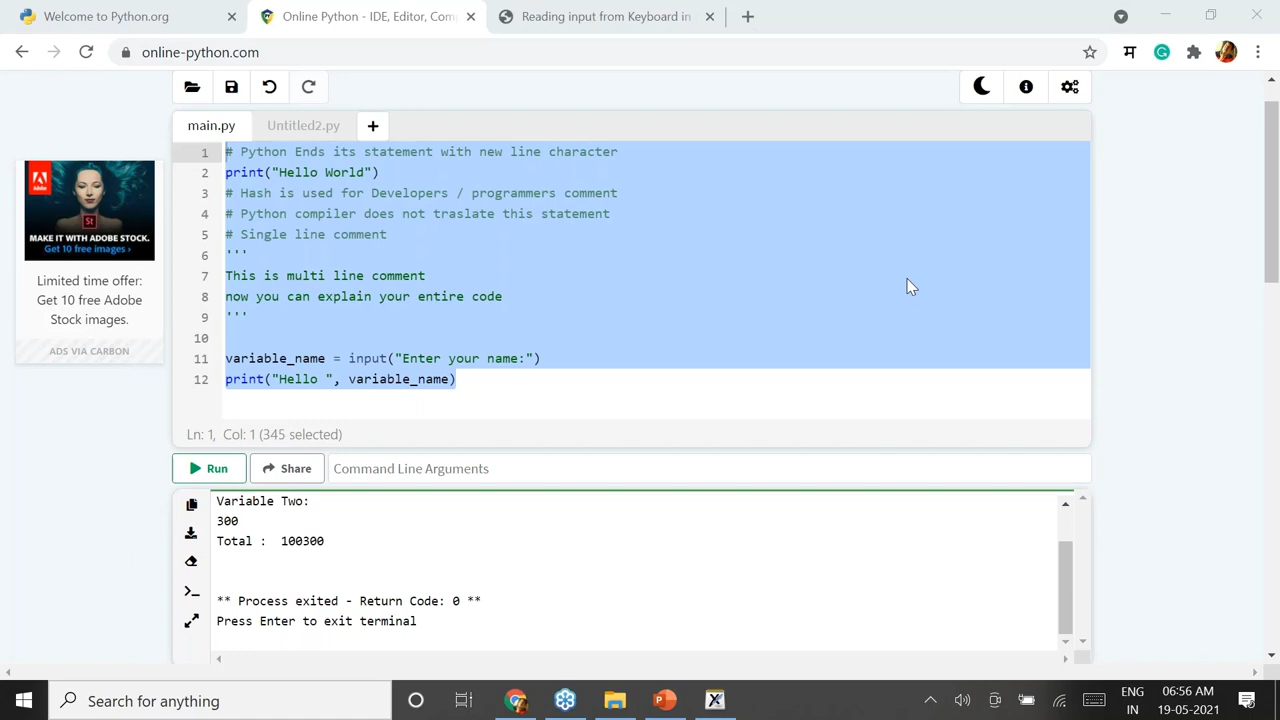 Welcome to Python.org
Online Python - IDE, Editor, Com
Reading input from Keyboard in
online-python.com
म
main.py
Untitled2.py
1 # Python Ends its statement with new line character
2 print("Hello World")
3 # Hash is used for Developers / programmers comment
4 # Python compiler does not traslate this statement
5 # Single line comment
6 '''
7 This is multi line comment
8 now you can explain your entire code
9 '''
10
11 variable_name = input("Enter your name:")
12 print("Hello ", variable_name)
Adobe
St
MAKE IT WITH ADOBE STOCK.
Get 10 free images ›
Limited time offer:
Get 10 free Adobe
Stock images.
ADS VIA CARBON
Ln: 1, Col: 1 (345 selected)
Run
Share
Command Line Arguments
Variable Two:
300
Total :  100300
** Process exited - Return Code: 0 **
Press Enter to exit terminal
Search for anything
ENG
IN
06:56 AM
19-05-2021